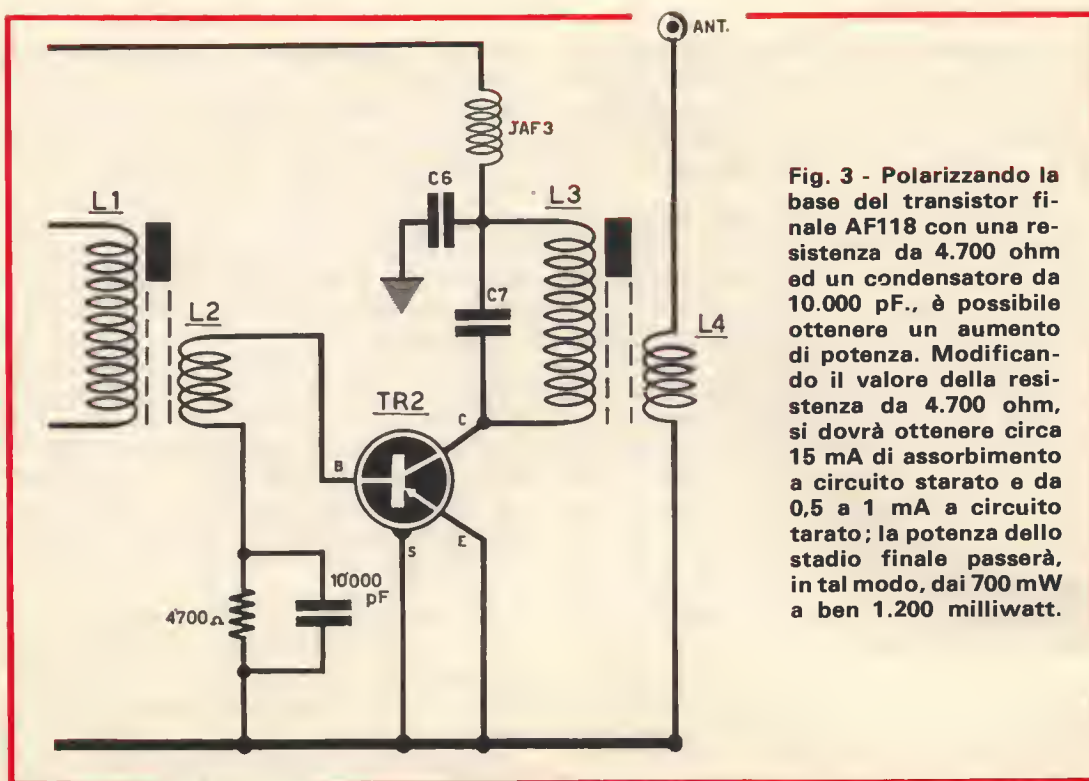 ANT.
JAF3
C6
L3
L1
C7
L2
L4
TR2
C
B
E
S
10'000
pF
4700Ω
Fig. 3 - Polarizzando la
base del transistor fi-
nale AF118 con una re-
sistenza da 4.700 ohm
ed un condensatore da
10.000 pF., è possibile
ottenere un aumento
di potenza. Modifican-
do il valore della resi-
stenza da 4.700 ohm,
si dovrà ottenere circa
15 mA di assorbimento
a circuito starato e da
0,5 a 1 mA a circuito
tarato; la potenza dello
stadio finale passerà,
in tal modo, dai 700 mW
a ben 1.200 milliwatt.